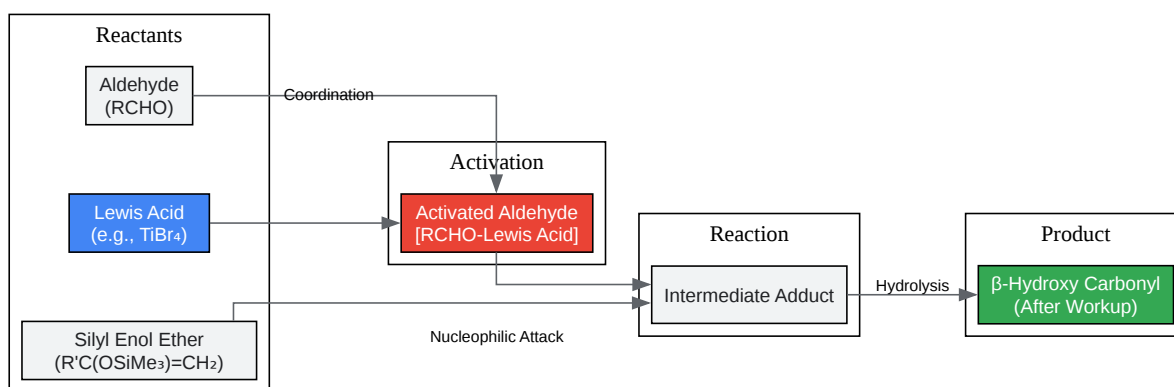 Reactants
Aldehyde
(RCHO)
Coordination
Activation
Lewis Acid
(e.g., TiBr₄)
Activated Aldehyde
[RCHO-Lewis Acid]
Reaction
Product
Intermediate Adduct
Hydrolysis
β-Hydroxy Carbonyl
(After Workup)
Silyl Enol Ether
(R'C(OSiMe₃)=CH₂)
Nucleophilic Attack